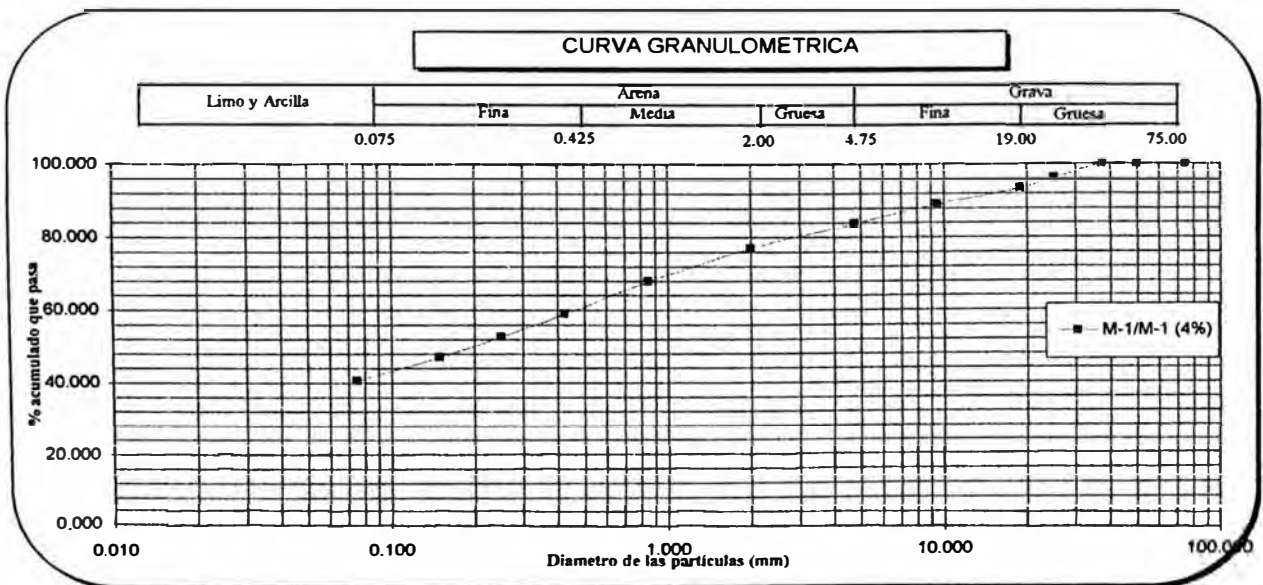 CURVA GRANULOMETRICA
Limo y Arcilla
Arena
Grava
Fina
Media
Gruesa
Fina
Gruesa
0.075
0.425
2.00
4.75
19.00
75.00
100.000
80.000
60.000
40.000
20.000
0.000
% acumulado que pasa
M-1/M-1 (4%)
0.010
0.100
1.000
10.000
100.000
Diametro de las particulas (mm)